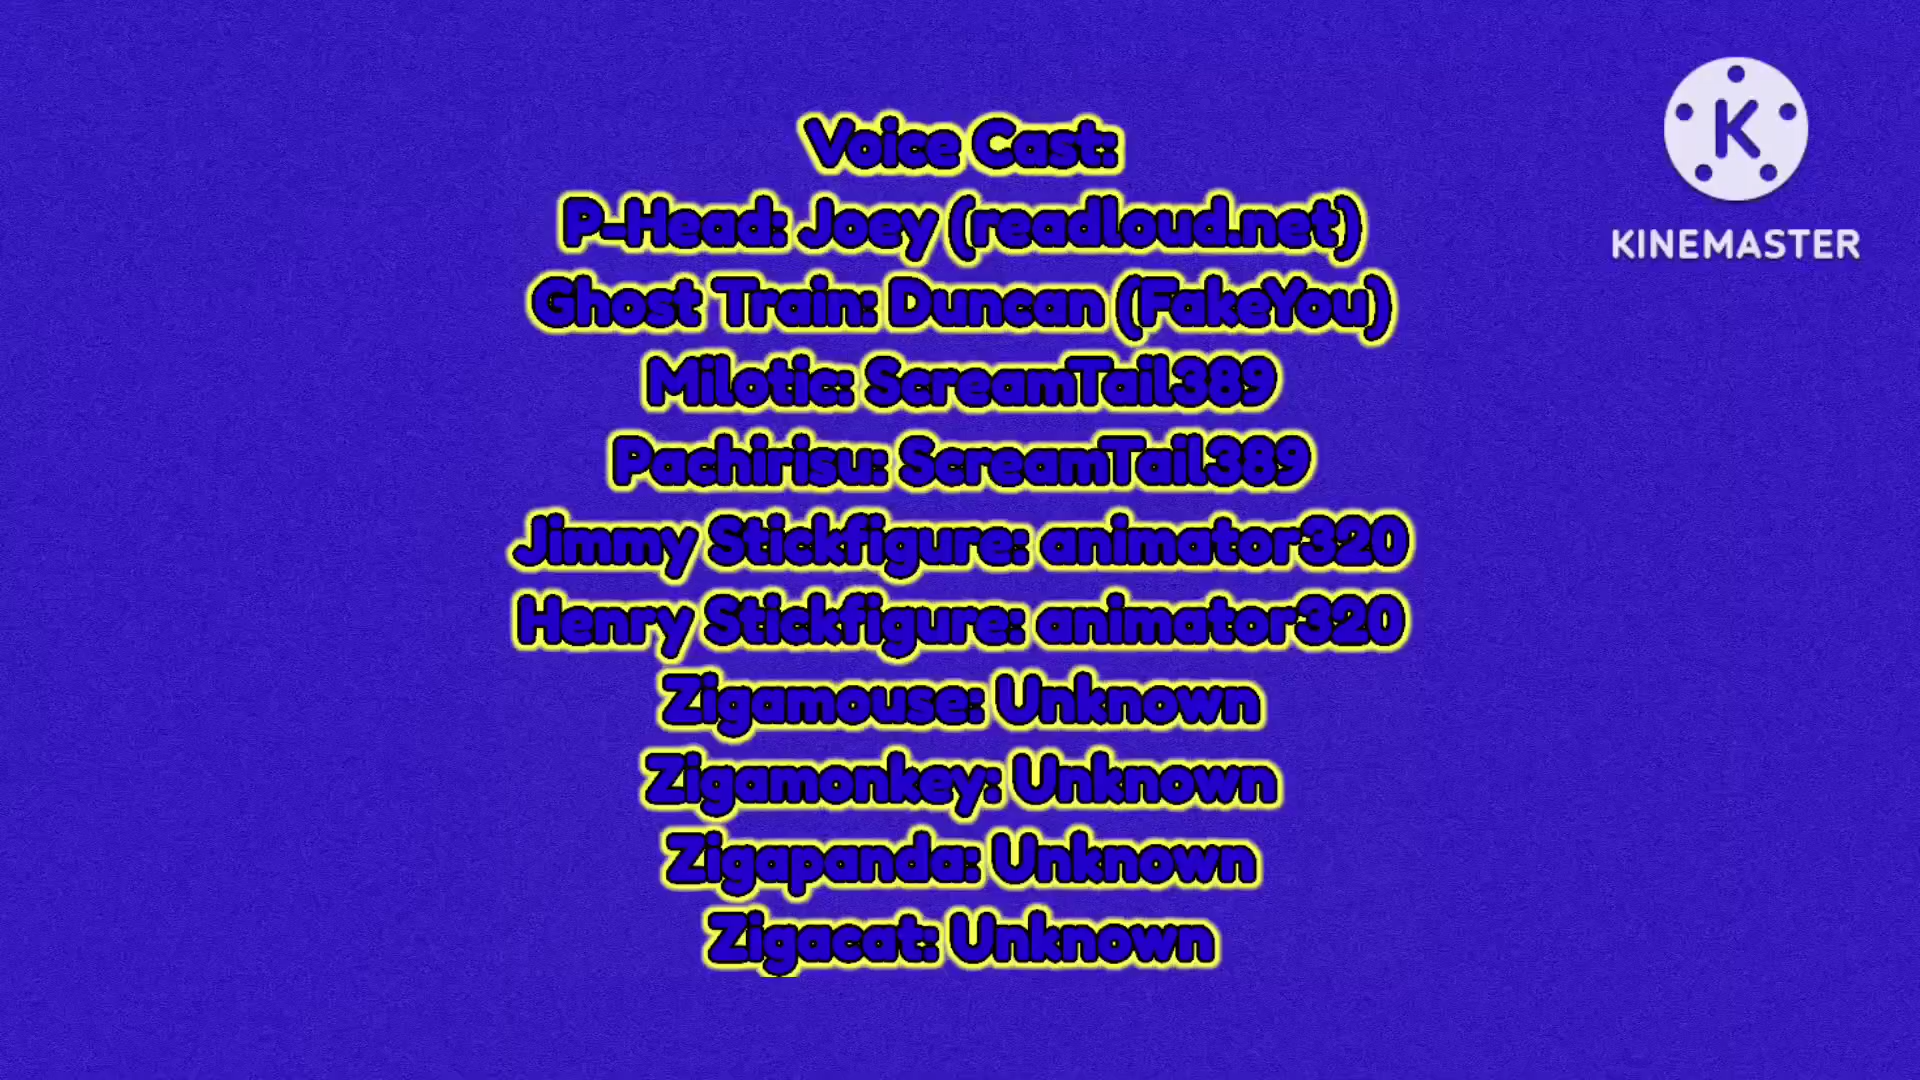 Voice Cast:
P-Head: Joey (readloud.net)
Ghost Train: Duncan (FakeYou)
Milotic: ScreamTail389
Pachirisu: ScreamTail389
Jimmy Stickfigure: animator320
Henry Stickfigure: animator320
Zigamouse: Unknown
Zigamonkey: Unknown
Zigapanda: Unknown
Zigacat: Unknown
K
KINEMASTER